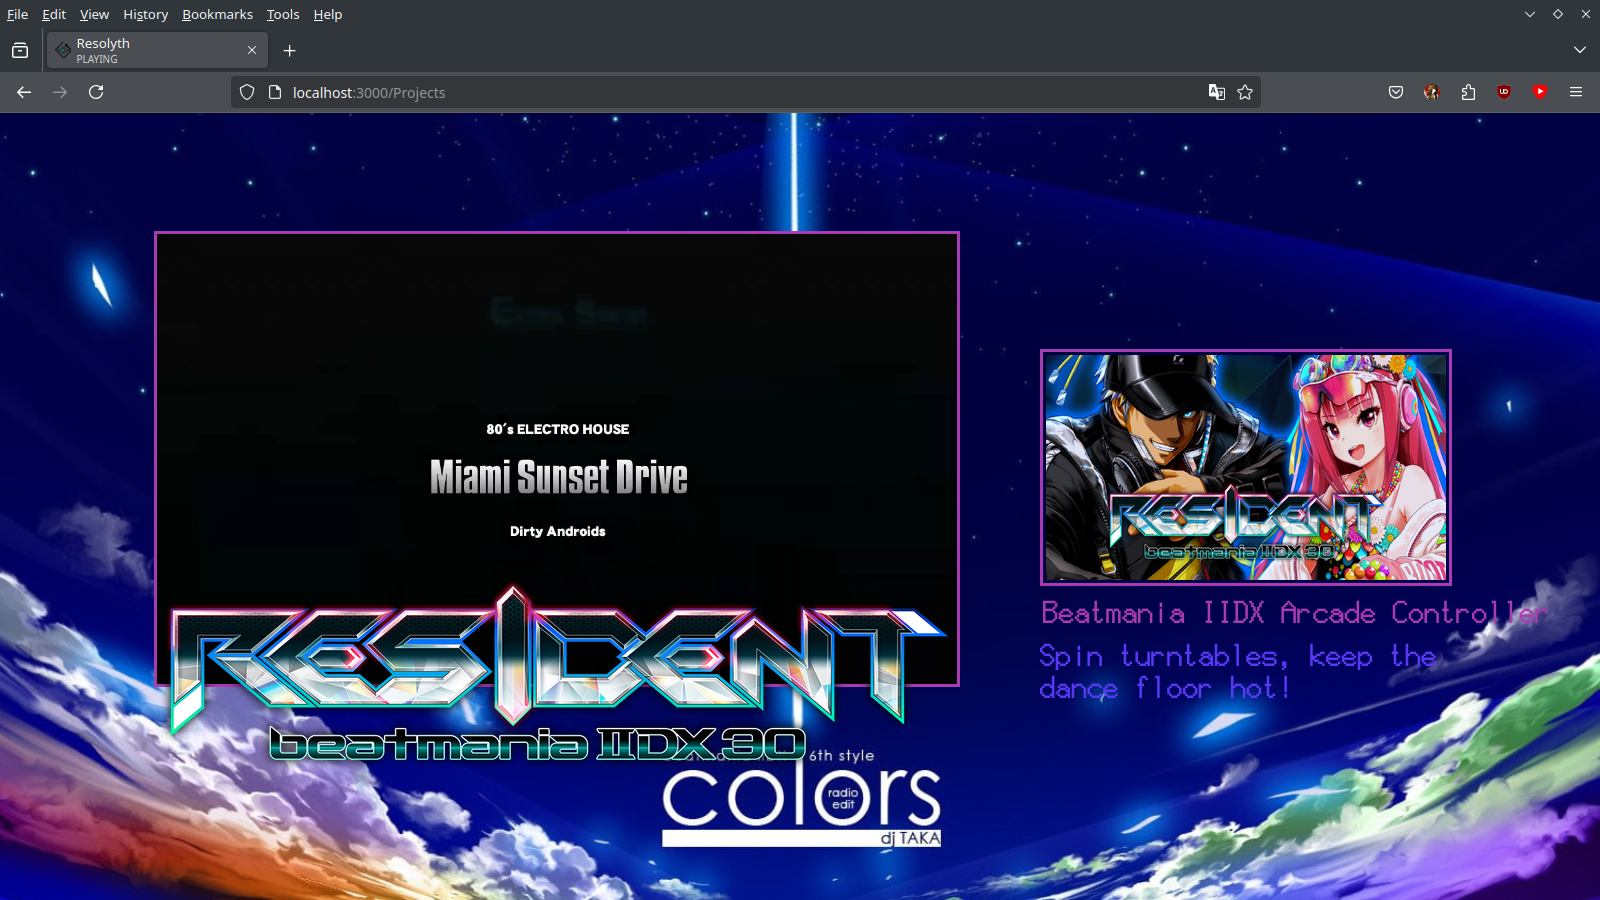 File Edit View History Bookmarks Tools Help
Resolyth
PLAYING
localhost:3000/Projects
80's ELECTRO HOUSE
Miami Sunset Drive
Dirty Androids
RESIDENT
beatmania IIDX 30
6th style
colors
radio
edit
dj TAKA
RESIDENT
beatmania IIDX 30
Beatmania IIDX Arcade Controller
Spin turntables, keep the
dance floor hot!